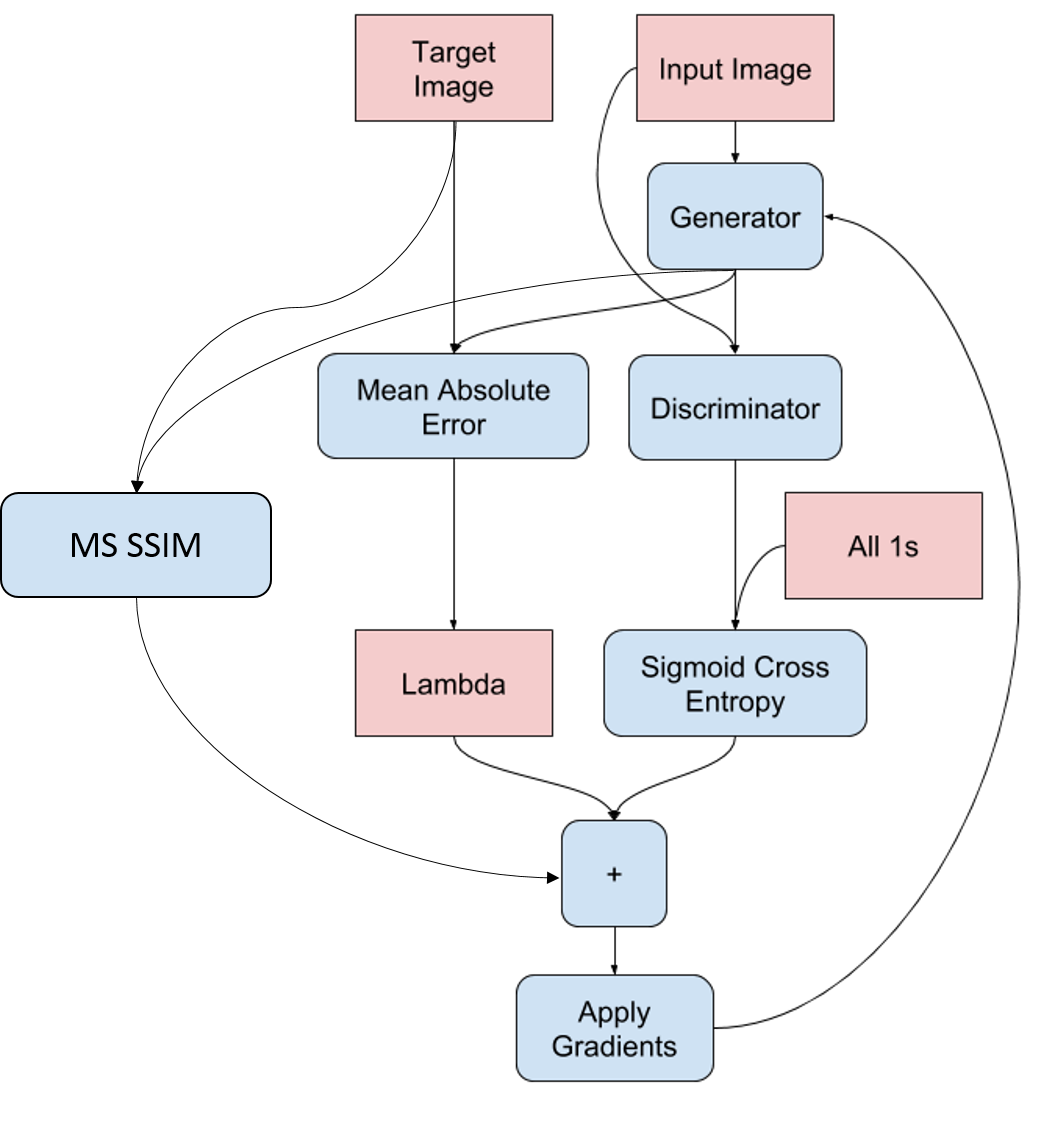 Target
Image
Input Image
Generator
Mean Absolute
Error
Discriminator
MS SSIM
All 1s
Lambda
Sigmoid Cross
Entropy
+
Apply
Gradients